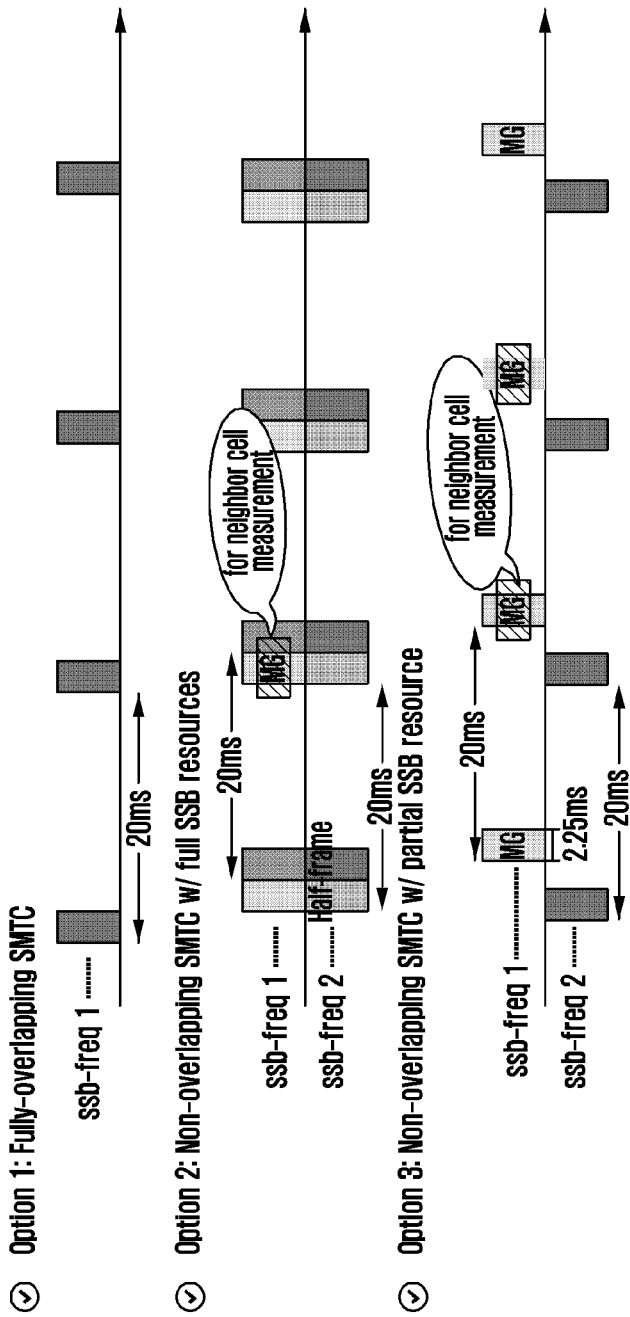 Option 1: Fully-overlapping SMTC
ssb-freq 1
20ms
Option 2: Non-overlapping SMTC w/ full SSB resources
for neighbor cell
measurement
20ms
MG
ssb-freq 1
Half-frame
ssb-freq 2
20ms
Option 3: Non-overlapping SMTC w/ partial SSB resource
for neighbor cell
measurement
20ms
ssb-freq 1
MG
MG
MG
MG
2.25ms
ssb-freq 2
20ms